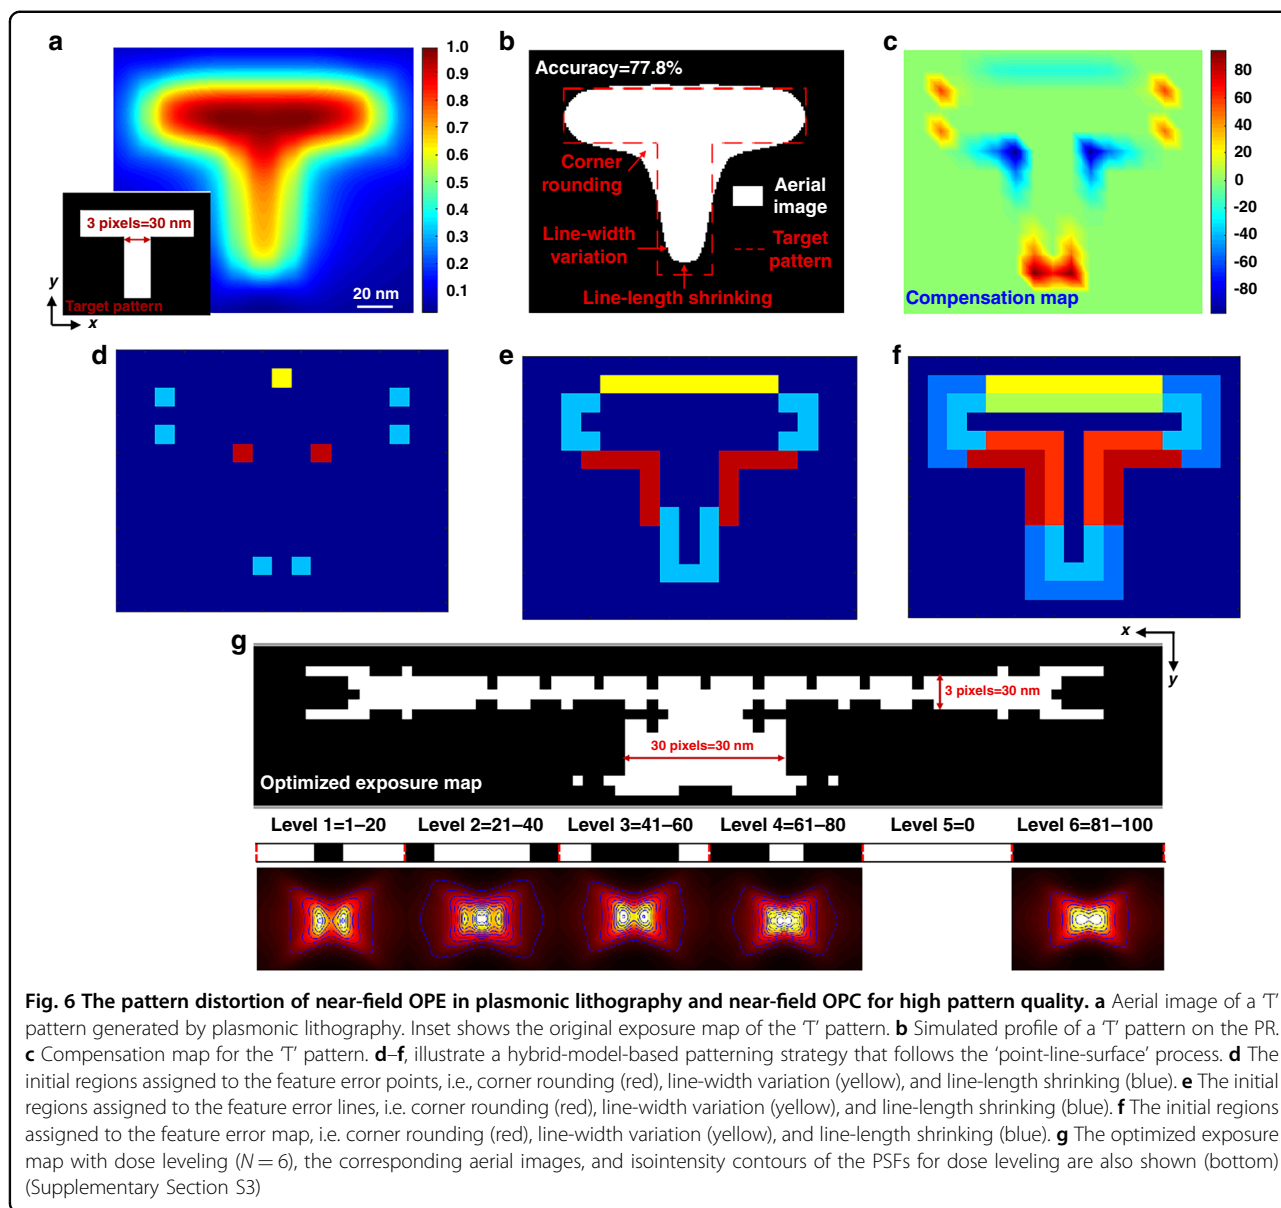 a
1.0
0.9
0.8
0.7
0.6
0.5
0.4
0.3
0.2
0.1
20 nm
3 pixels=30 nm
Target pattern
y
x
b
Accuracy=77.8%
Corner
rounding
Aerial
image
Line-width
variation
Target
pattern
Line-length shrinking
c
80
60
40
20
0
-20
-40
-60
-80
Compensation map
d
e
f
x
y
g
3 pixels=30 nm
30 pixels=30 nm
Optimized exposure map
Level 1=1–20 Level 2=21–40 Level 3=41–60 Level 4=61–80 Level 5=0 Level 6=81–100
Fig. 6 The pattern distortion of near-field OPE in plasmonic lithography and near-field OPC for high pattern quality. a Aerial image of a ‘T’
pattern generated by plasmonic lithography. Inset shows the original exposure map of the ‘T’ pattern. b Simulated profile of a ‘T’ pattern on the PR.
c Compensation map for the ‘T’ pattern. d–f, illustrate a hybrid-model-based patterning strategy that follows the ‘point-line-surface’ process. d The
initial regions assigned to the feature error points, i.e., corner rounding (red), line-width variation (yellow), and line-length shrinking (blue). e The initial
regions assigned to the feature error lines, i.e. corner rounding (red), line-width variation (yellow), and line-length shrinking (blue). f The initial regions
assigned to the feature error map, i.e. corner rounding (red), line-width variation (yellow), and line-length shrinking (blue). g The optimized exposure
map with dose leveling (N = 6), the corresponding aerial images, and isointensity contours of the PSFs for dose leveling are also shown (bottom)
(Supplementary Section S3)